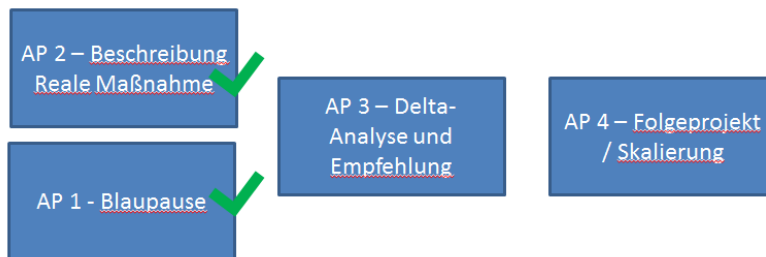 AP 2 – Beschreibung
Reale Maßnahme
AP 1 - Blaupause
AP 3 – Delta-
Analyse und
Empfehlung
AP 4 – Folgeprojekt
/ Skalierung